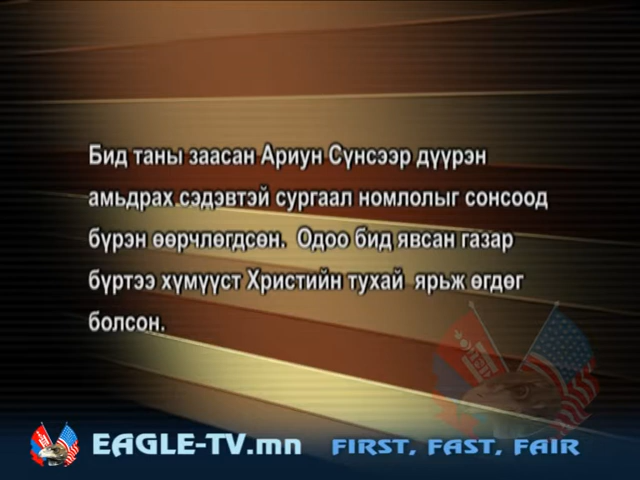 Бид таны заасан Ариун Сүнсээр дүүрэн
амьдрах сэдэвтэй сургаал номлолыг сонсоод
бүрэн өөрчлөгдсөн. Одоо бид явсан газар
бүртээ хүмүүст Христийн тухай ярьж өгдөг
болсон.
EAGLE-TV.mn FIRST, FAST, FAIR